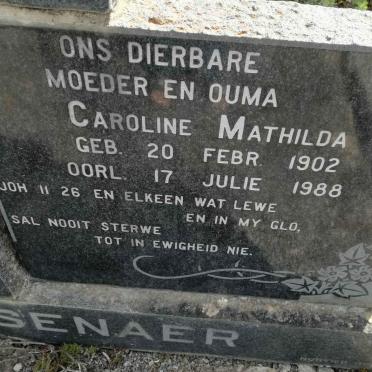 ONS DIERBARE
MOEDER EN OUMA
CAROLINE MATHILDA
GEB. 20 FEBR. 1902
OORL. 17 JULIE 1988
JOH 11 26 EN ELKEEN WAT LEWE
EN IN MY GLO,
SAL NOOIT STERWE
TOT IN EWIGHEID NIE.
SENAER